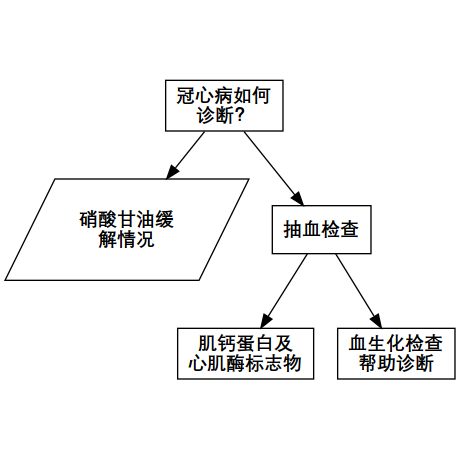 冠心病如何
诊断?
硝酸甘油缓
解情况
抽血检查
肌钙蛋白及
心肌酶标志物
血生化检查
帮助诊断